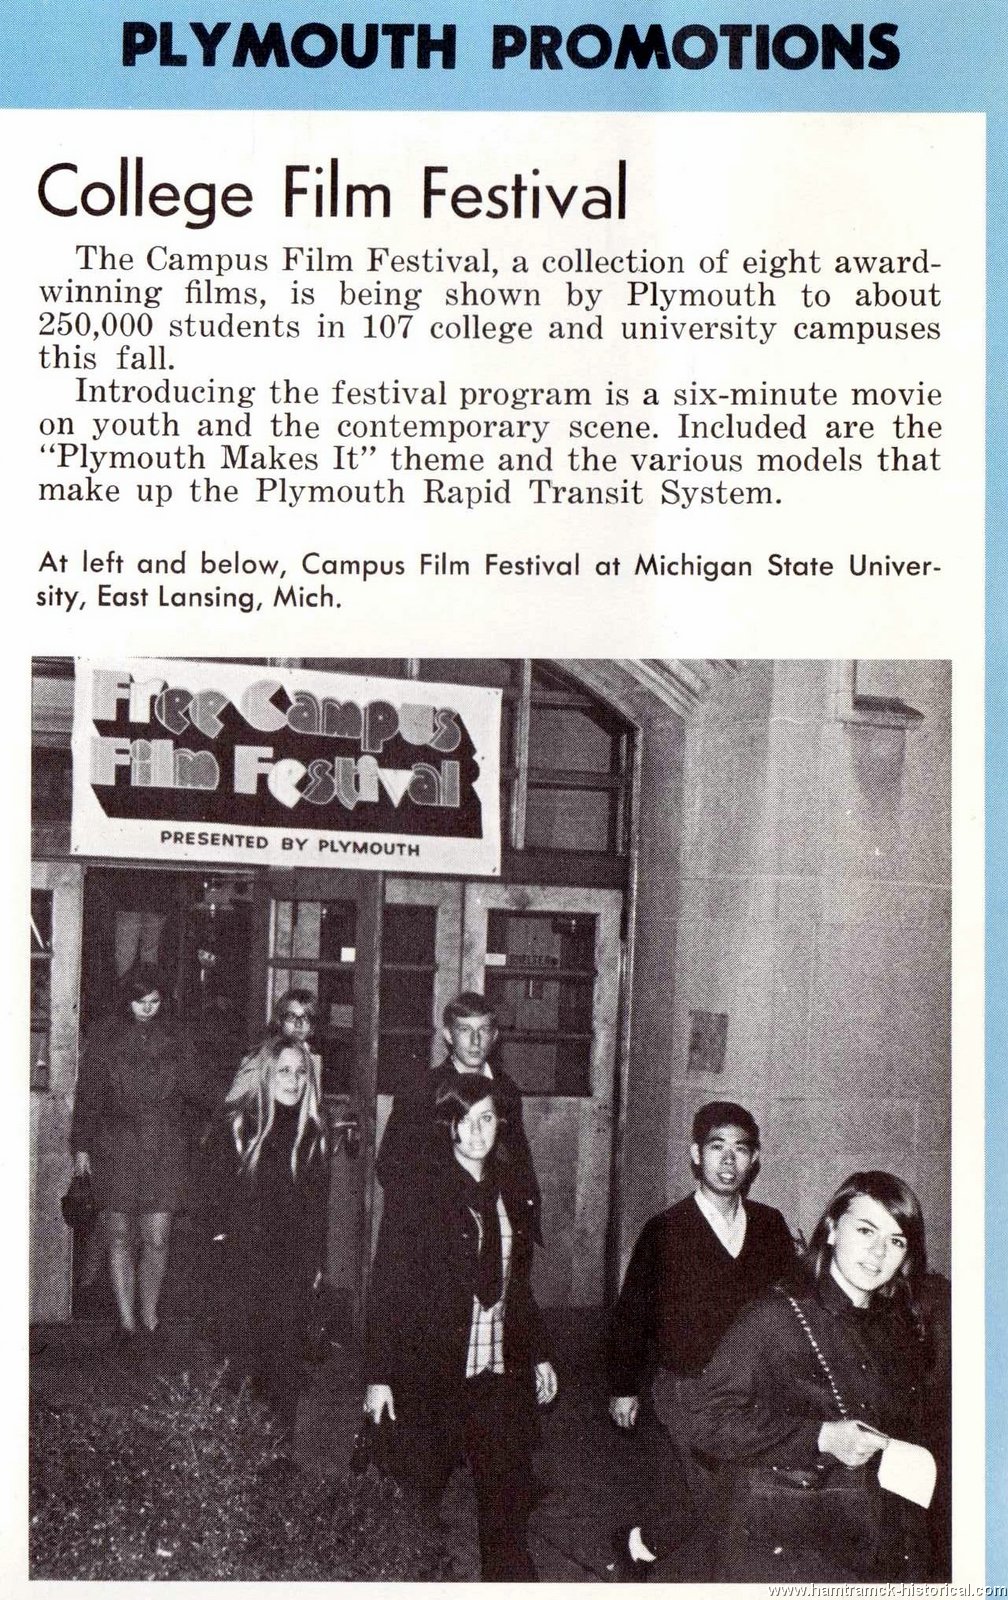 PLYMOUTH PROMOTIONS
College Film Festival
The Campus Film Festival, a collection of eight award-
winning films, is being shown by Plymouth to about
250,000 students in 107 college and university campuses
this fall.
Introducing the festival program is a six-minute movie
on youth and the contemporary scene. Included are the
“Plymouth Makes It” theme and the various models that
make up the Plymouth Rapid Transit System.
At left and below, Campus Film Festival at Michigan State Univer-
sity, East Lansing, Mich.
Free Campus
Film Festival
PRESENTED BY PLYMOUTH
www.hamtramck-historical.com